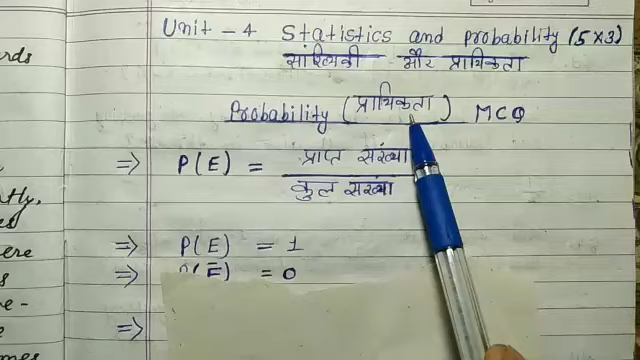 Unit - 4 Statistics and Probability (5×3)
सांख्यिकी और प्रायिकता
Probability (प्रायिकता) MCQ
⇒ P(E) = प्राप्त संख्या / कुल संख्या
⇒ P(E) = 1
⇒ P(E̅) = 0
⇒